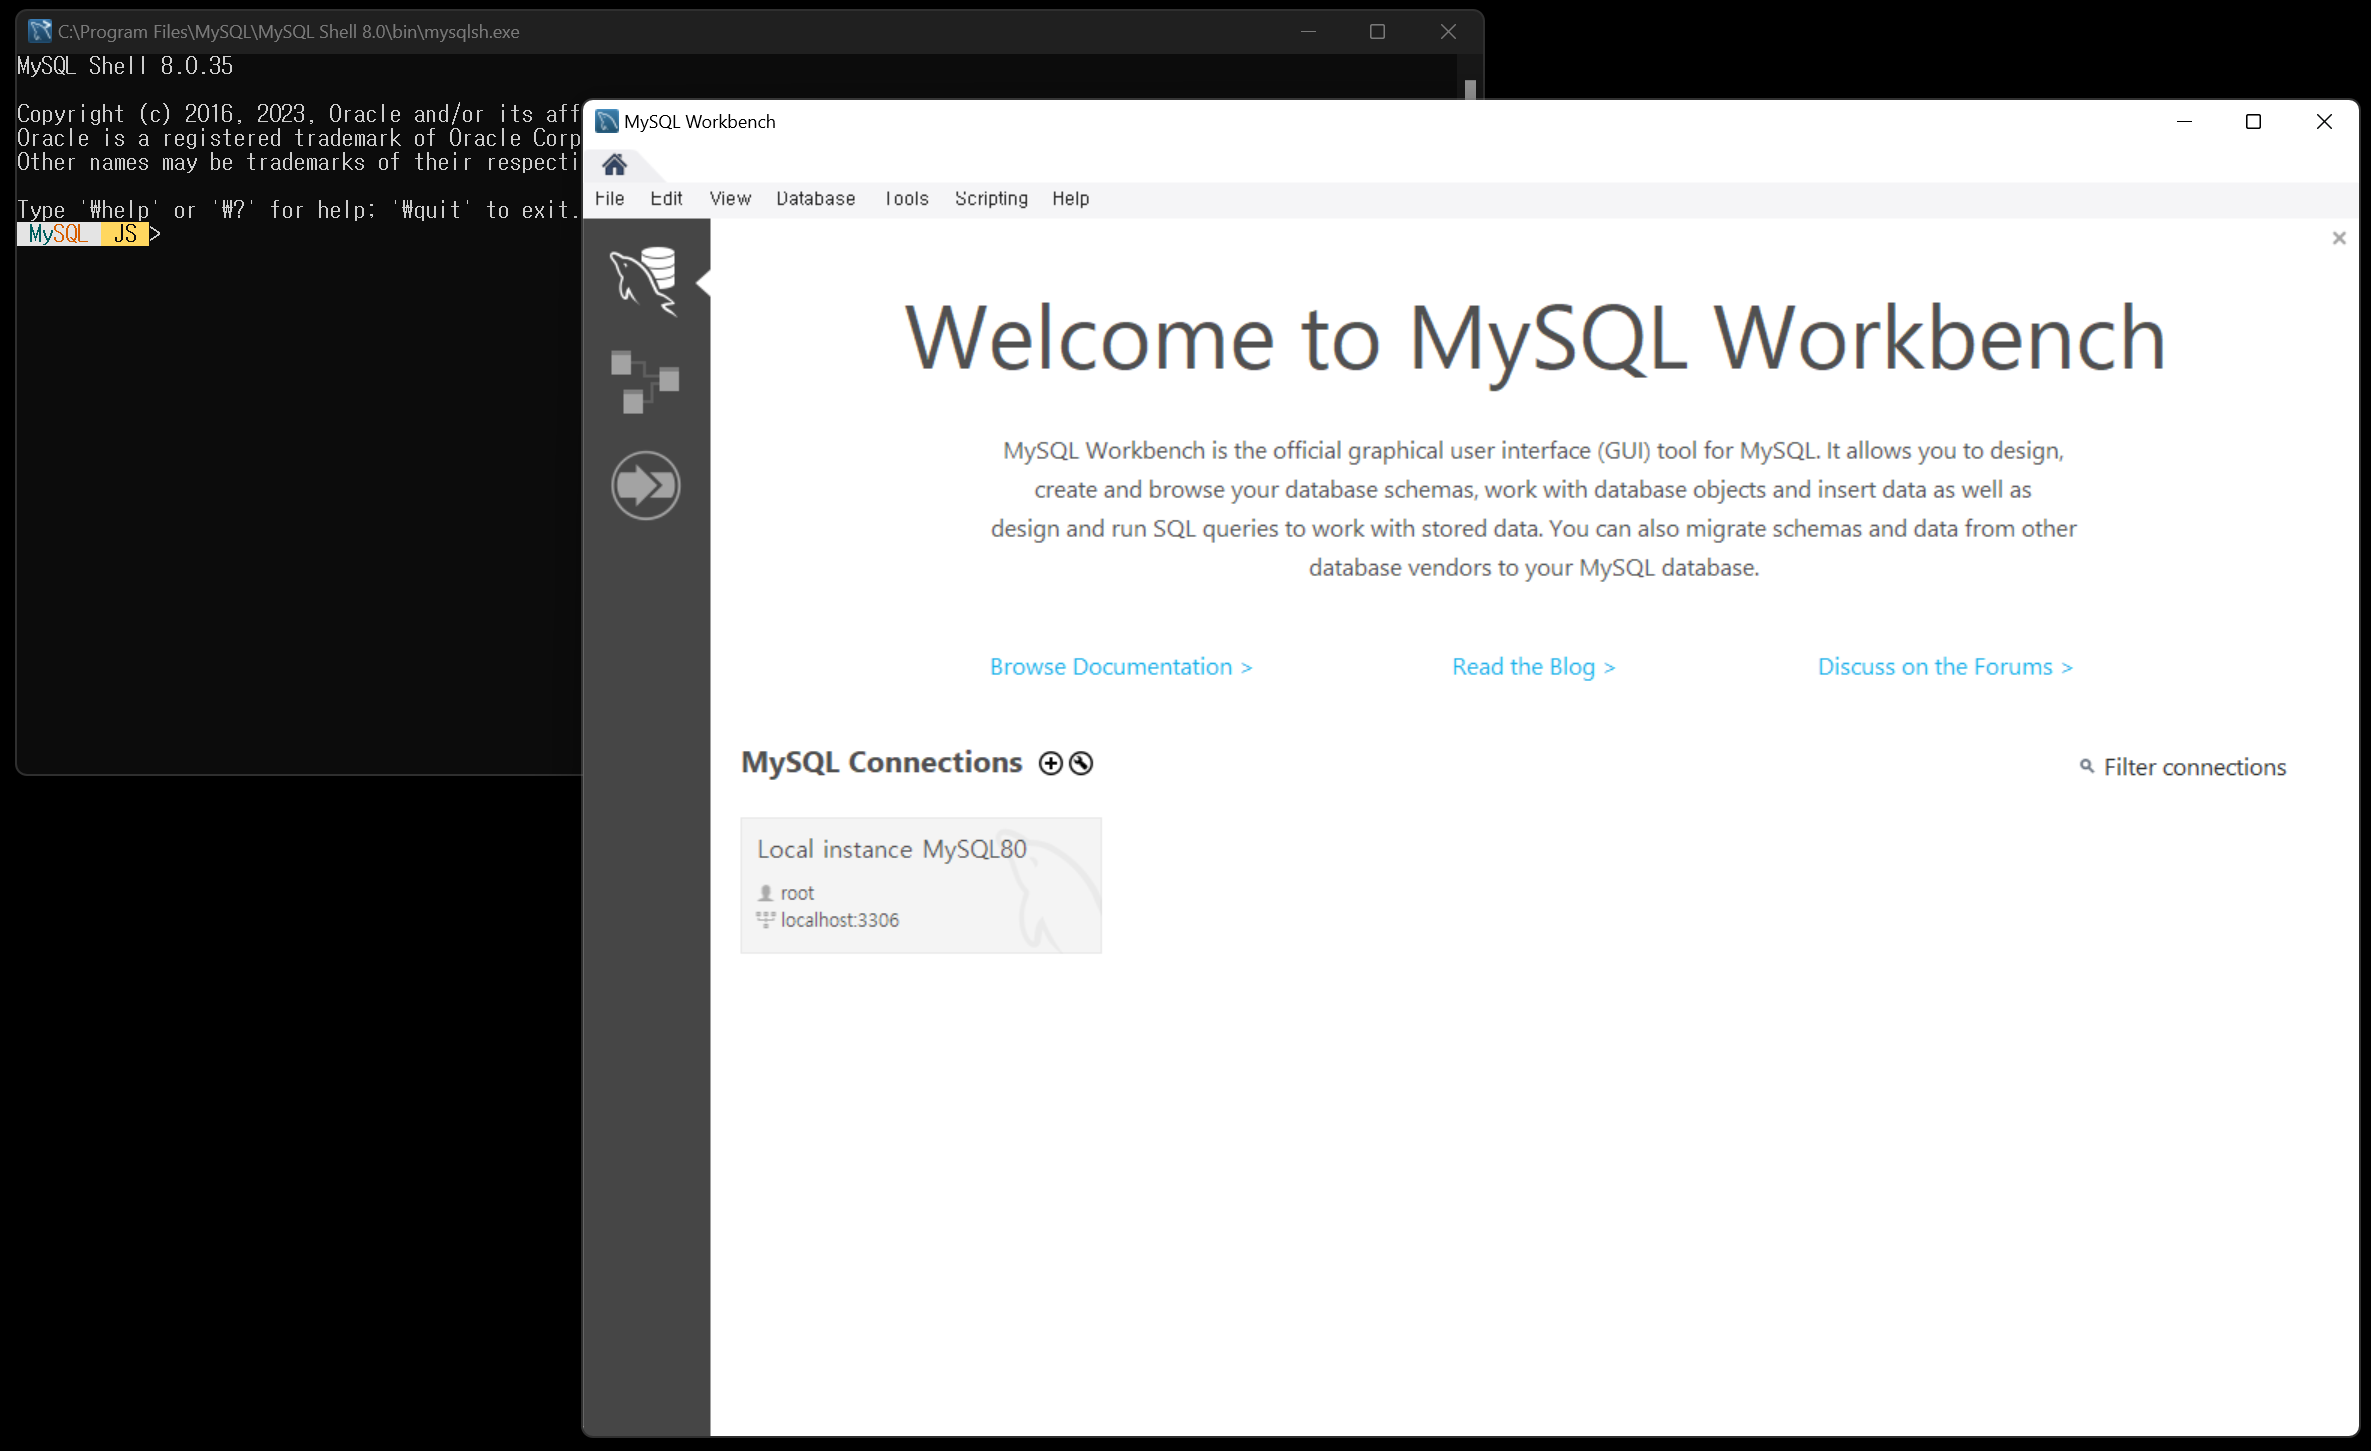 C:\Program Files\MySQL\MySQL Shell 8.0\bin\mysqlsh.exe
MySQL Shell 8.0.35
Copyright (c) 2016, 2023, Oracle and/or its aff
Oracle is a registered trademark of Oracle Corp
Other names may be trademarks of their respecti
Type '₩help' or '₩?' for help; '₩quit' to exit.
MySQL JS >
MySQL Workbench
File Edit View Database Tools Scripting Help
Welcome to MySQL Workbench
MySQL Workbench is the official graphical user interface (GUI) tool for MySQL. It allows you to design,
create and browse your database schemas, work with database objects and insert data as well as
design and run SQL queries to work with stored data. You can also migrate schemas and data from other
database vendors to your MySQL database.
Browse Documentation > Read the Blog > Discuss on the Forums >
MySQL Connections
Filter connections
Local instance MySQL80
root
localhost:3306